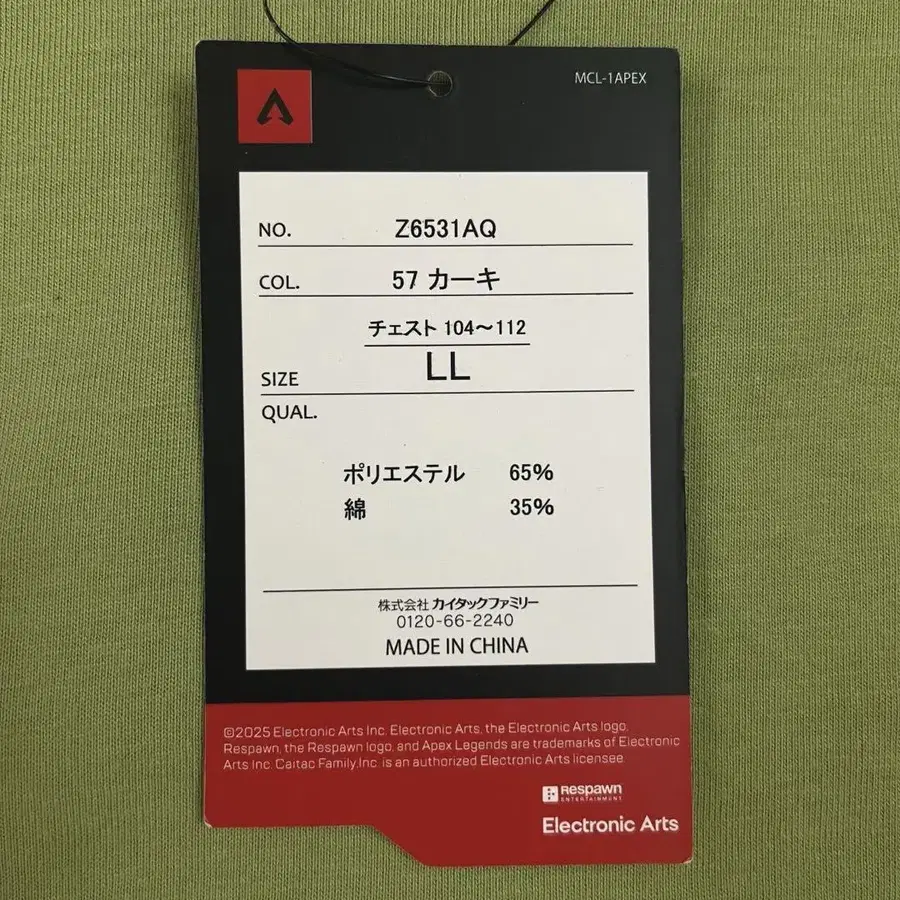 MCL-1APEX
NO. Z6531AQ
COL. 57 カーキ
チェスト 104～112
SIZE LL
QUAL.
ポリエステル 65%
綿 35%
株式会社 カイタックファミリー
0120-66-2240
MADE IN CHINA
©2025 Electronic Arts Inc. Electronic Arts, the Electronic Arts logo,
Respawn, the Respawn logo, and Apex Legends are trademarks of Electronic
Arts Inc. Caitac Family,Inc. is an authorized Electronic Arts licensee.
Respawn
ENTERTAINMENT
Electronic Arts